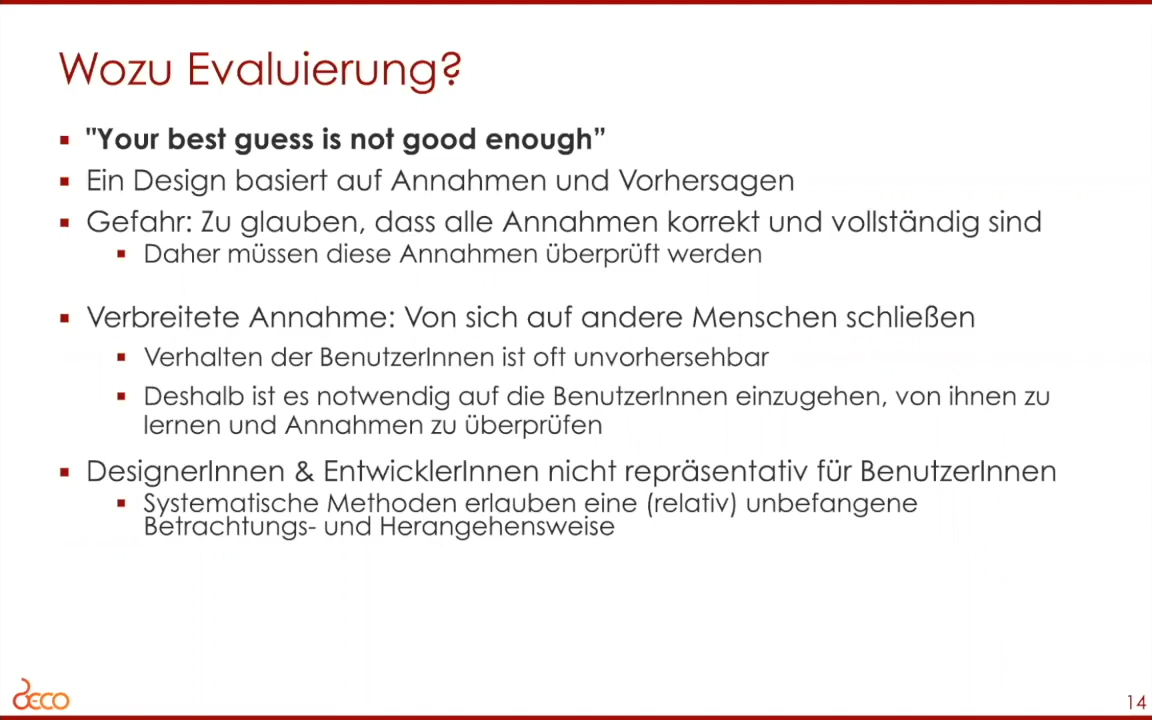 Wozu Evaluierung?
"Your best guess is not good enough”
Ein Design basiert auf Annahmen und Vorhersagen
Gefahr: Zu glauben, dass alle Annahmen korrekt und vollständig sind
Daher müssen diese Annahmen überprüft werden
Verbreitete Annahme: Von sich auf andere Menschen schließen
Verhalten der BenutzerInnen ist oft unvorhersehbar
Deshalb ist es notwendig auf die BenutzerInnen einzugehen, von ihnen zu
lernen und Annahmen zu überprüfen
DesignerInnen & EntwicklerInnen nicht repräsentativ für BenutzerInnen
Systematische Methoden erlauben eine (relativ) unbefangene
Betrachtungs- und Herangehensweise
DECO
14